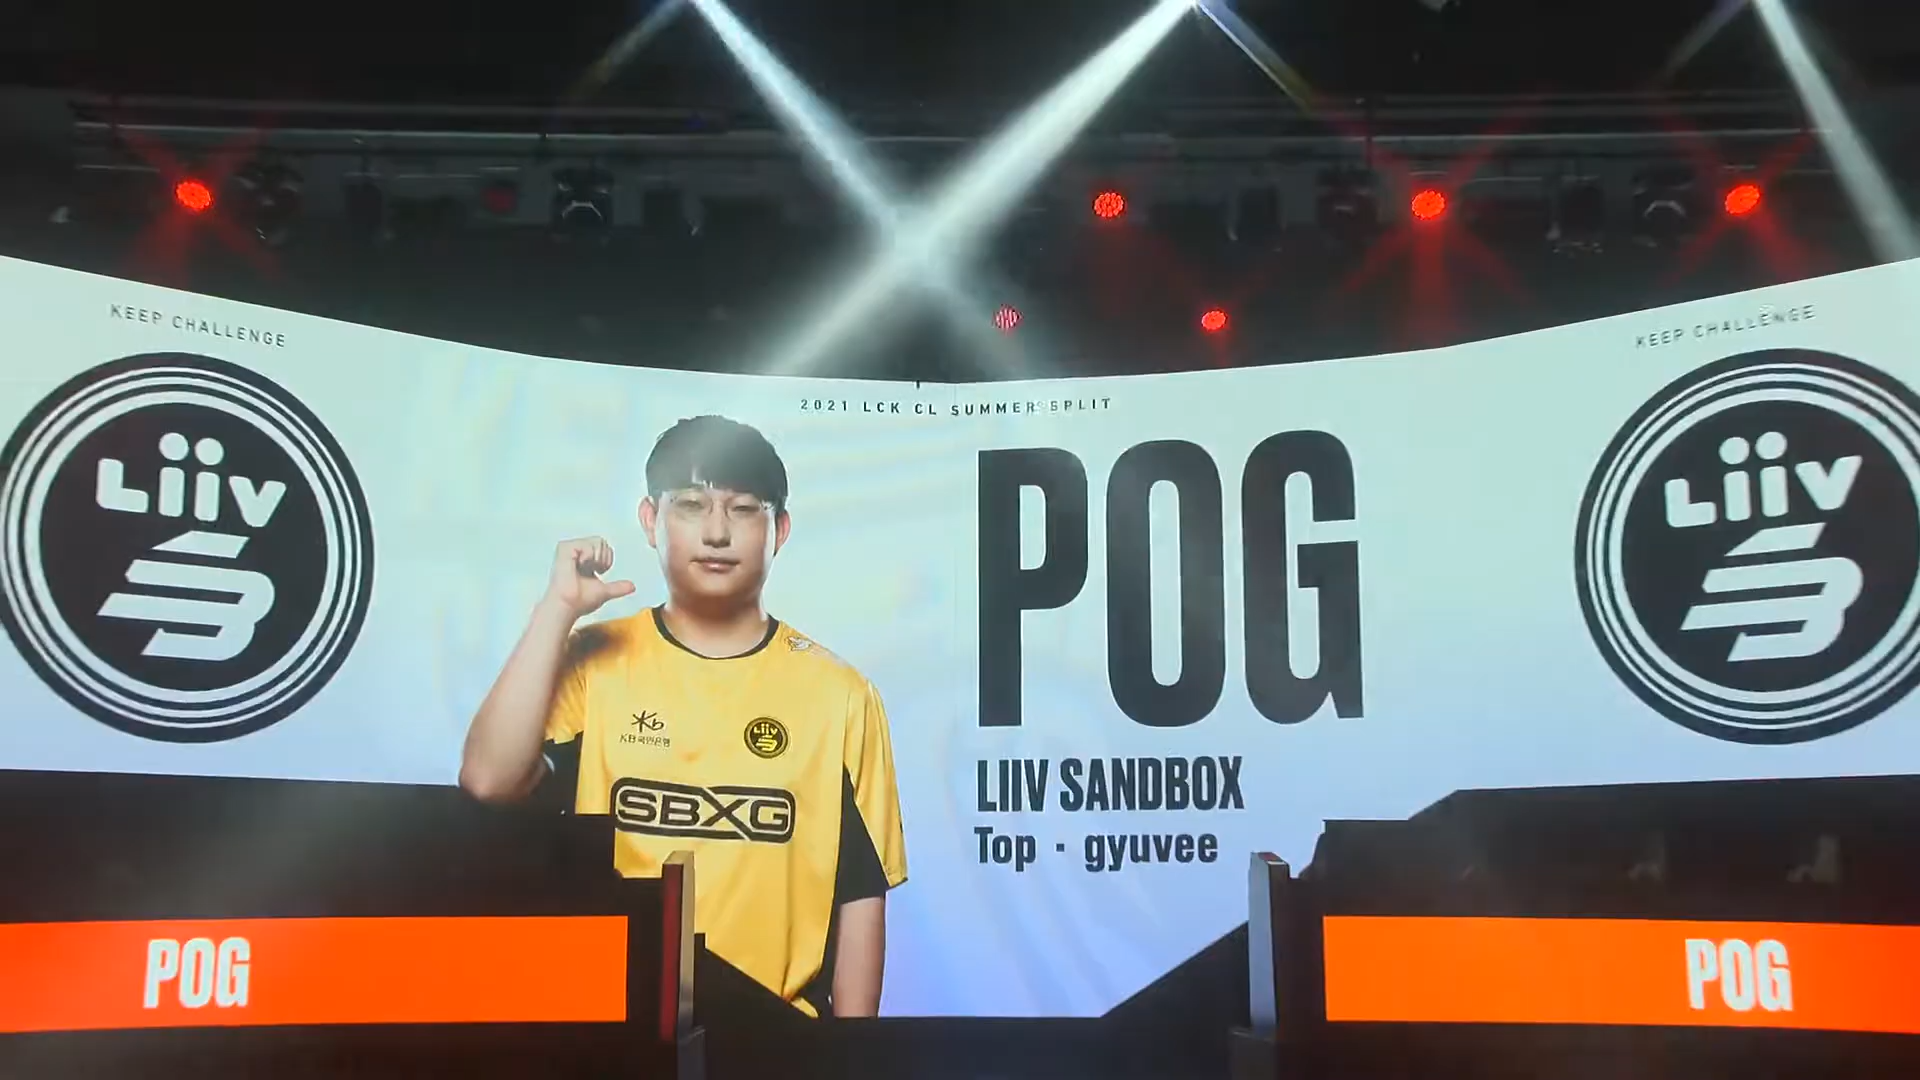 KEEP CHALLENGE
Liiv
2021 LCK CL SUMMER SPLIT
POG
LIIV SANDBOX
Top · gyuvee
KEEP CHALLENGE
Liiv
Kb
KB국민은행
Liiv
SBXG
POG
POG